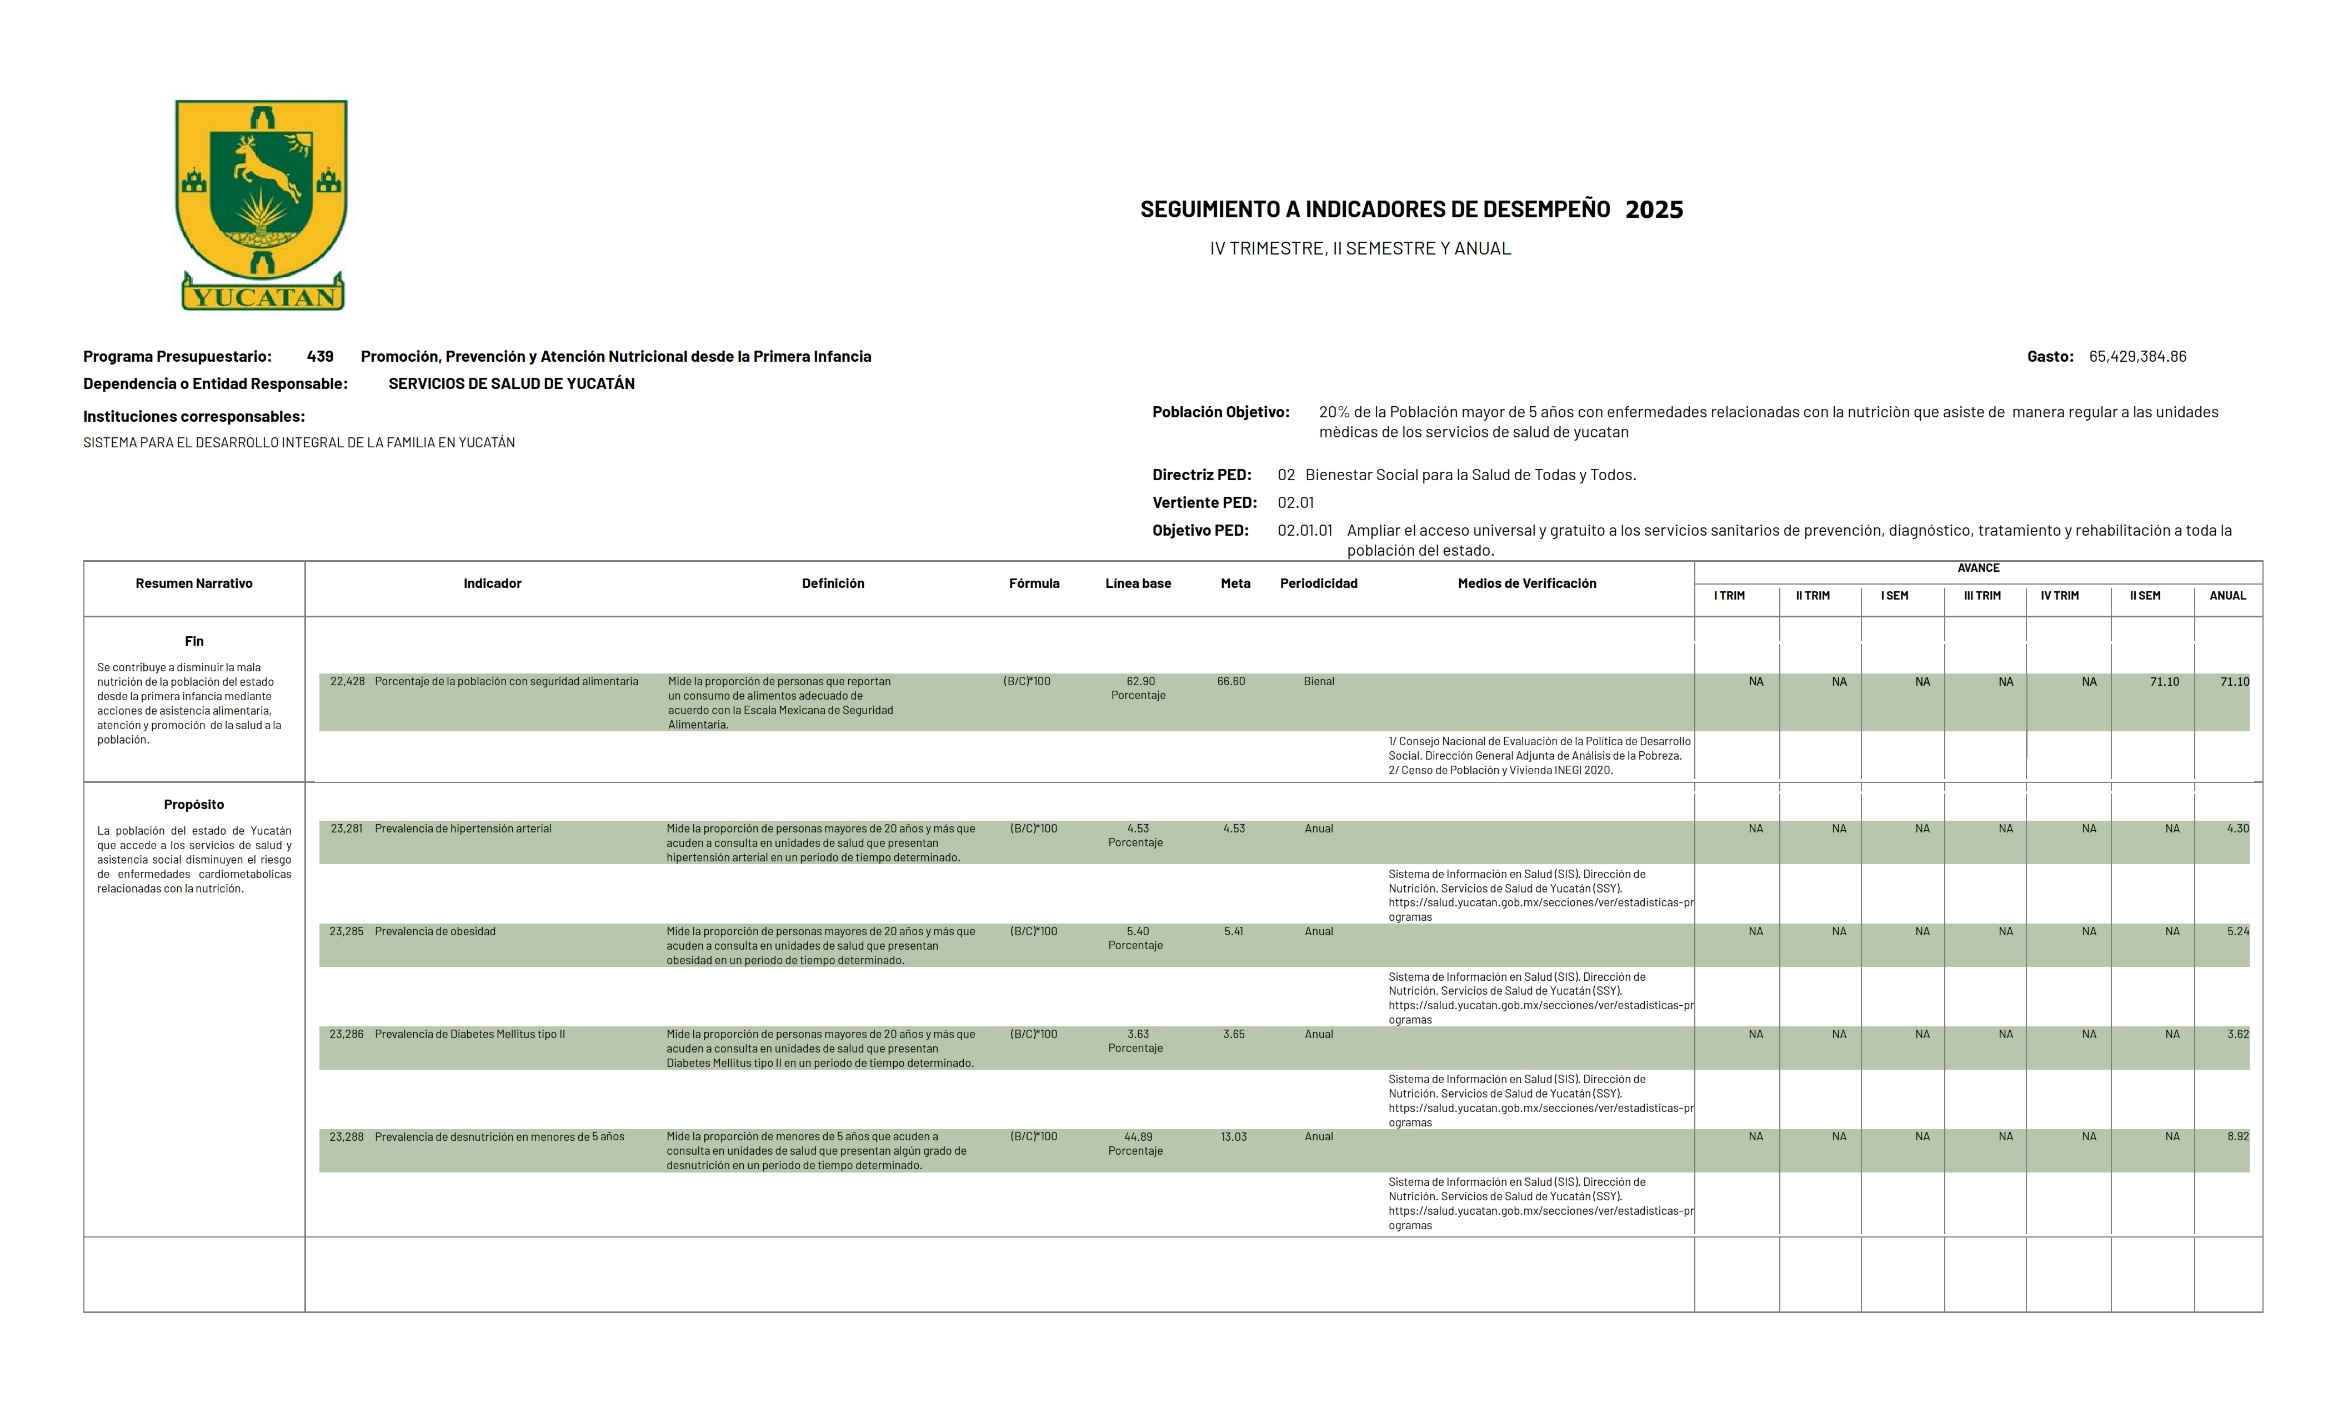 YUCATAN
SEGUIMIENTO A INDICADORES DE DESEMPEÑO 2025
IV TRIMESTRE, II SEMESTRE Y ANUAL
Programa Presupuestario: 439 Promoción, Prevención y Atención Nutricional desde la Primera Infancia
Gasto: 65,429,384.86
Dependencia o Entidad Responsable: SERVICIOS DE SALUD DE YUCATÁN
Instituciones corresponsables:
SISTEMA PARA EL DESARROLLO INTEGRAL DE LA FAMILIA EN YUCATÁN
Población Objetivo: 20% de la Población mayor de 5 años con enfermedades relacionadas con la nutriciòn que asiste de manera regular a las unidades
mèdicas de los servicios de salud de yucatan
Directriz PED: 02 Bienestar Social para la Salud de Todas y Todos.
Vertiente PED: 02.01
Objetivo PED: 02.01.01 Ampliar el acceso universal y gratuito a los servicios sanitarios de prevención, diagnóstico, tratamiento y rehabilitación a toda la
población del estado.
Resumen Narrativo Indicador Definición Fórmula Línea base Meta Periodicidad Medios de Verificación AVANCE
I TRIM II TRIM I SEM III TRIM IV TRIM II SEM ANUAL
Fin
Se contribuye a disminuir la mala
nutrición de la población del estado
desde la primera infancia mediante
acciones de asistencia alimentaria,
atención y promoción de la salud a la
población.
22,428 Porcentaje de la población con seguridad alimentaria Mide la proporción de personas que reportan (B/C)*100 62.90 66.60 Bienal NA NA NA NA NA 71.10 71.10
un consumo de alimentos adecuado de Porcentaje
acuerdo con la Escala Mexicana de Seguridad
Alimentaria.
1/ Consejo Nacional de Evaluación de la Política de Desarrollo
Social. Dirección General Adjunta de Análisis de la Pobreza.
2/ Censo de Población y Vivienda INEGI 2020.
Propósito
La población del estado de Yucatán
que accede a los servicios de salud y
asistencia social disminuyen el riesgo
de enfermedades cardiometabolicas
relacionadas con la nutrición.
23,281 Prevalencia de hipertensión arterial Mide la proporción de personas mayores de 20 años y más que (B/C)*100 4.53 4.53 Anual NA NA NA NA NA NA 4.30
acuden a consulta en unidades de salud que presentan Porcentaje
hipertensión arterial en un periodo de tiempo determinado.
Sistema de Información en Salud (SIS). Dirección de
Nutrición. Servicios de Salud de Yucatán (SSY).
https://salud.yucatan.gob.mx/secciones/ver/estadisticas-pr
ogramas
23,285 Prevalencia de obesidad Mide la proporción de personas mayores de 20 años y más que (B/C)*100 5.40 5.41 Anual NA NA NA NA NA NA 5.24
acuden a consulta en unidades de salud que presentan Porcentaje
obesidad en un periodo de tiempo determinado.
Sistema de Información en Salud (SIS). Dirección de
Nutrición. Servicios de Salud de Yucatán (SSY).
https://salud.yucatan.gob.mx/secciones/ver/estadisticas-pr
ogramas
23,286 Prevalencia de Diabetes Mellitus tipo II Mide la proporción de personas mayores de 20 años y más que (B/C)*100 3.63 3.65 Anual NA NA NA NA NA NA 3.62
acuden a consulta en unidades de salud que presentan Porcentaje
Diabetes Mellitus tipo II en un periodo de tiempo determinado.
Sistema de Información en Salud (SIS). Dirección de
Nutrición. Servicios de Salud de Yucatán (SSY).
https://salud.yucatan.gob.mx/secciones/ver/estadisticas-pr
ogramas
23,288 Prevalencia de desnutrición en menores de 5 años Mide la proporción de menores de 5 años que acuden a (B/C)*100 44.89 13.03 Anual NA NA NA NA NA NA 8.92
consulta en unidades de salud que presentan algún grado de Porcentaje
desnutrición en un periodo de tiempo determinado.
Sistema de Información en Salud (SIS). Dirección de
Nutrición. Servicios de Salud de Yucatán (SSY).
https://salud.yucatan.gob.mx/secciones/ver/estadisticas-pr
ogramas